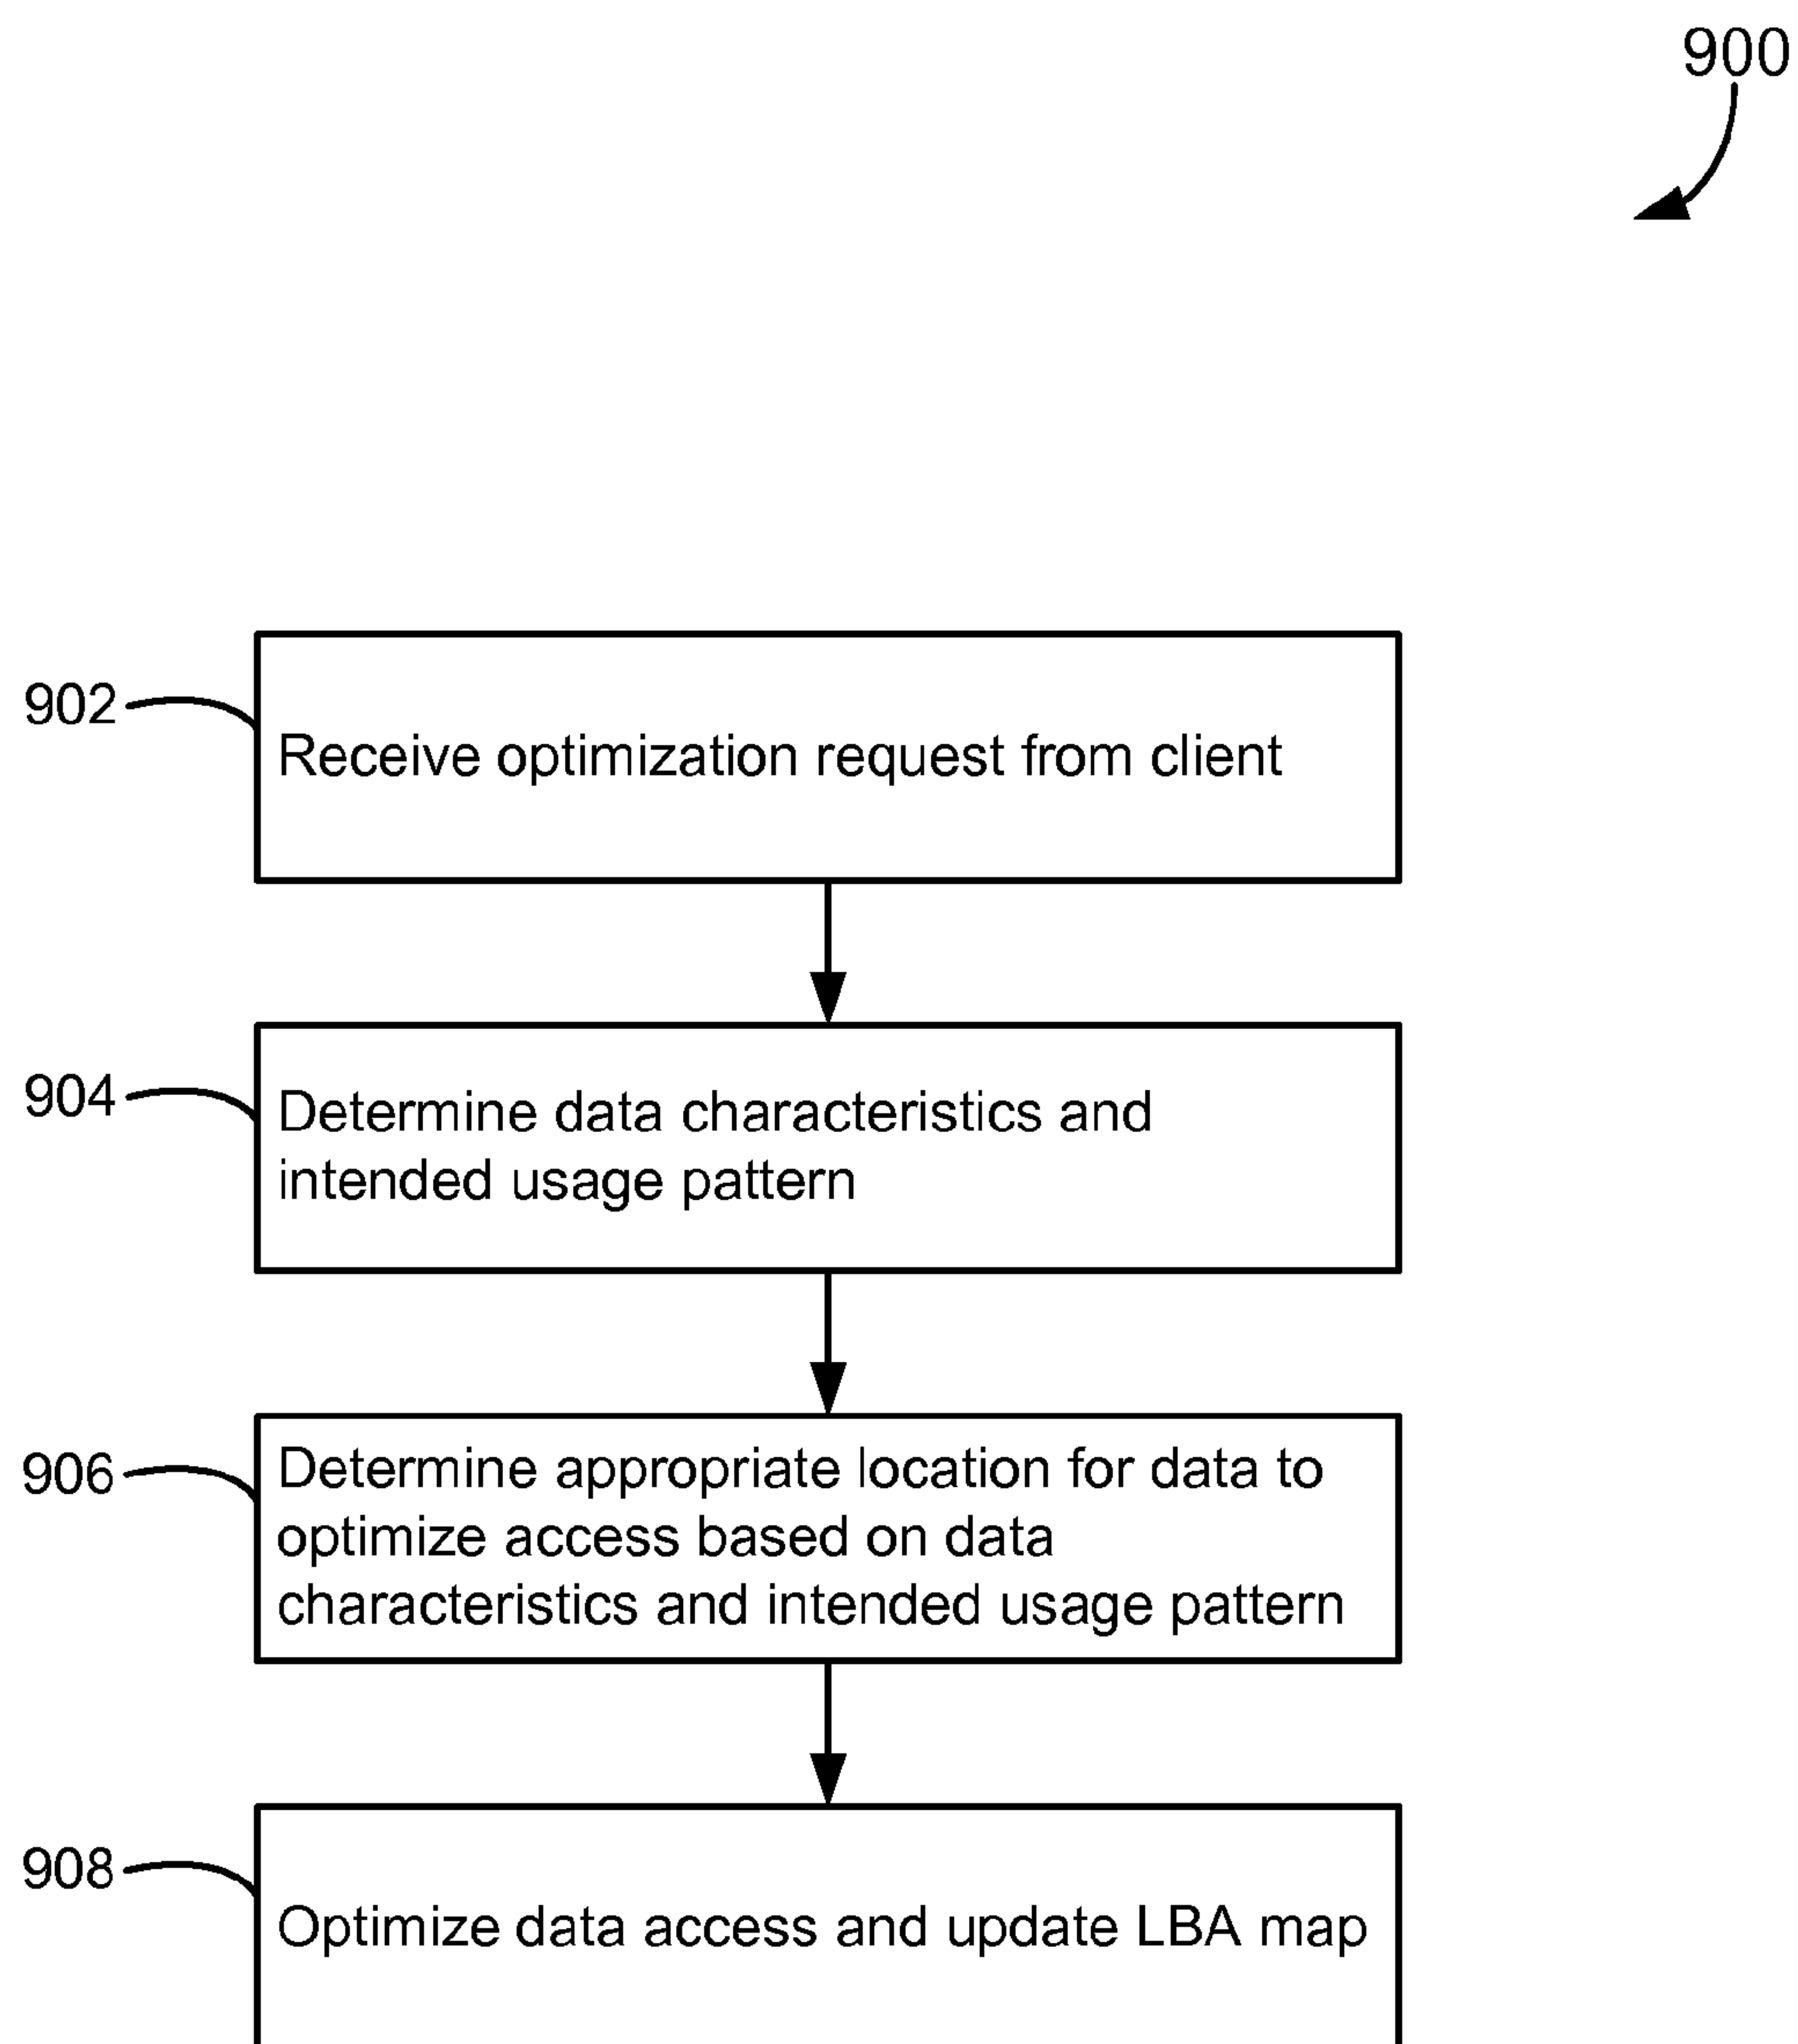 900
902
Receive optimization request from client
904
Determine data characteristics and
intended usage pattern
906
Determine appropriate location for data to
optimize access based on data
characteristics and intended usage pattern
908
Optimize data access and update LBA map